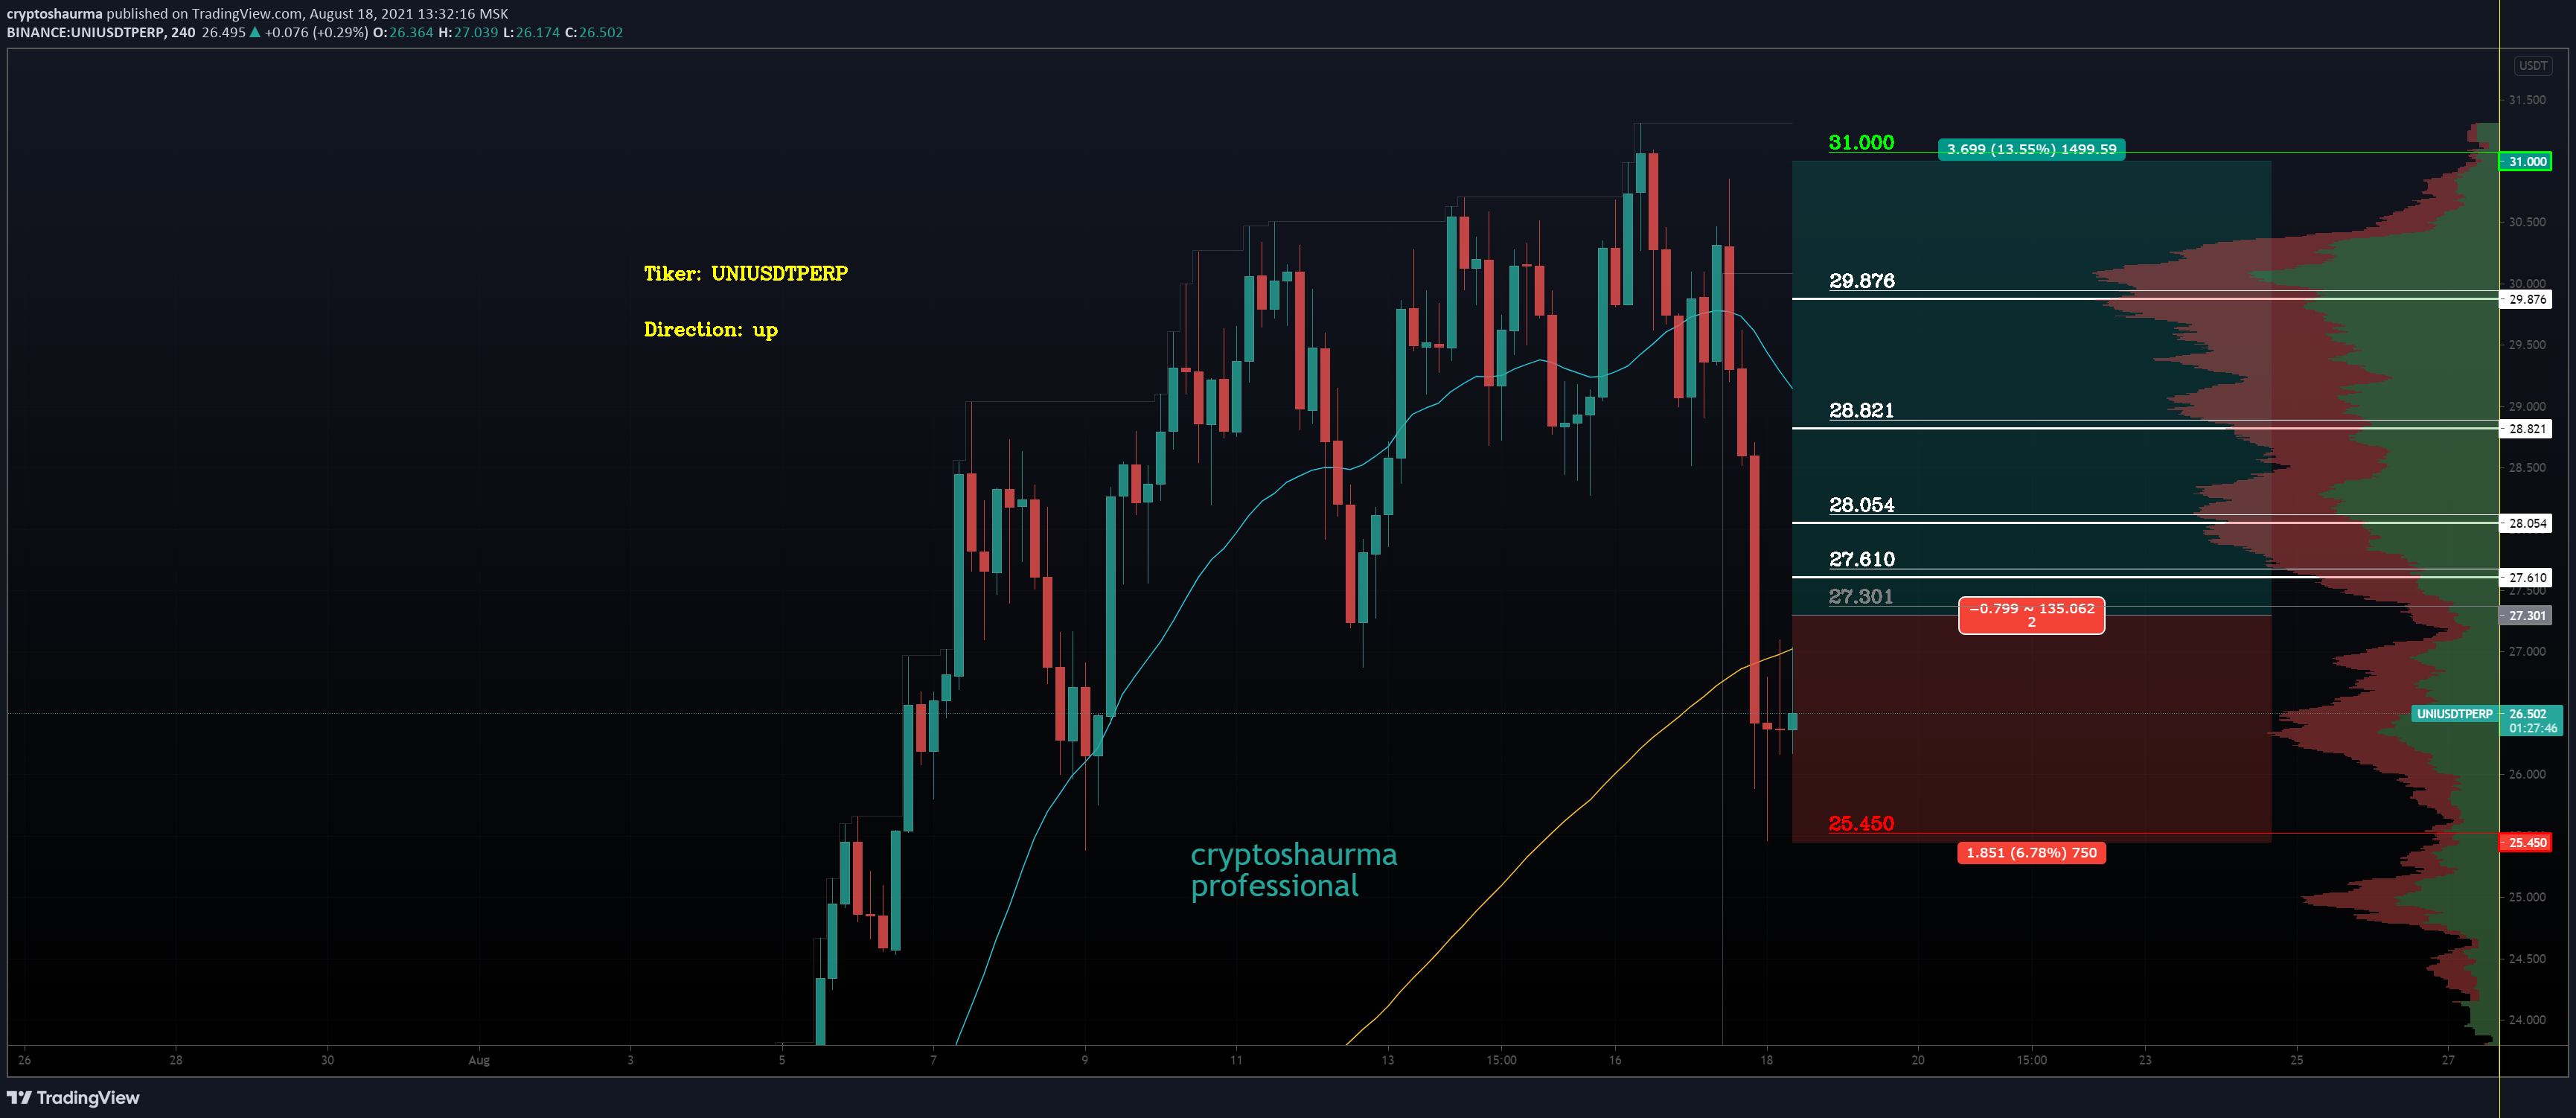 cryptoshaurma published on TradingView.com, August 18, 2021 13:32:16 MSK
BINANCE:UNIUSDTPERP, 240 26.495 ▲ +0.076 (+0.29%) O:26.364 H:27.039 L:26.174 C:26.502
USDT
31.500
31.000
3.699 (13.55%) 1499.59
31.000
30.500
Tiker: UNIUSDTPERP
29.876
30.000
29.876
Direction: up
29.500
28.821
29.000
28.821
28.500
28.054
28.054
27.610
27.610
27.500
27.301
−0.799 ~ 135.062
2
27.301
27.000
UNIUSDTPERP 26.502
01:27:46
26.000
25.450
25.450
cryptoshaurma
professional
1.851 (6.78%) 750
25.000
24.500
24.000
26 28 30 Aug 3 5 7 9 11 13 15:00 16 18 20 15:00 23 25 27
TradingView